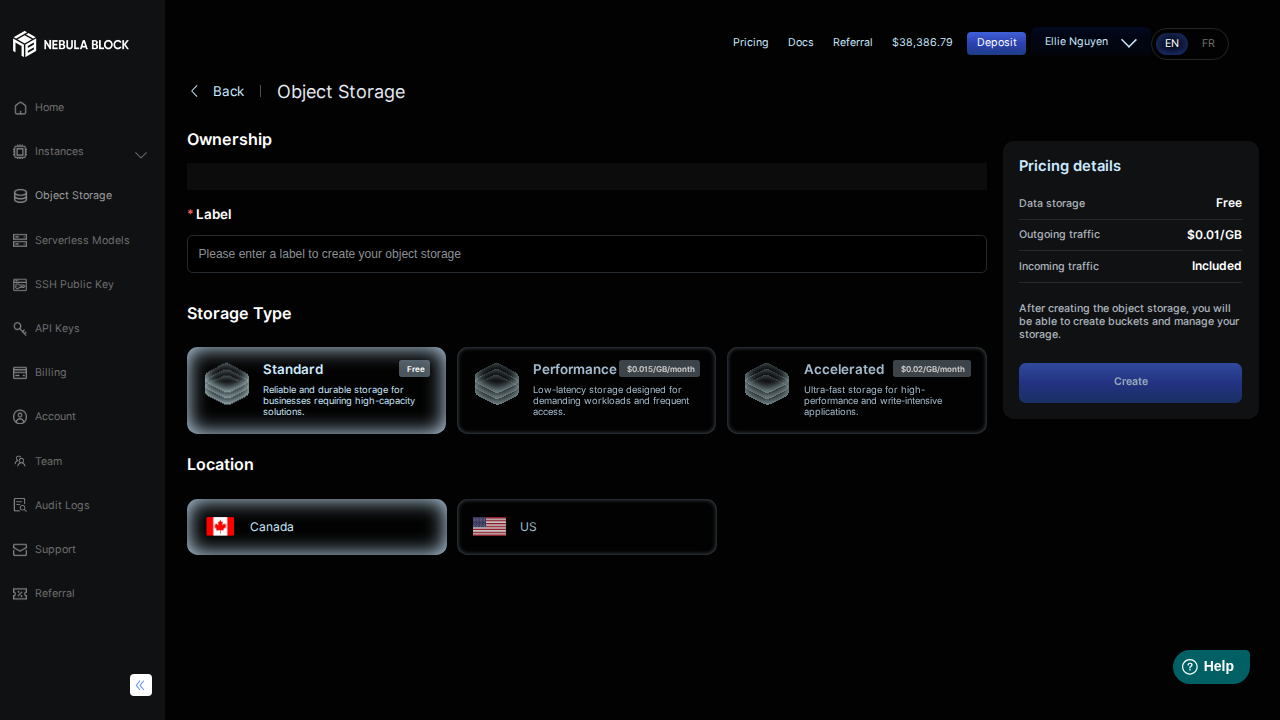 NEBULA BLOCK
Pricing
Docs
Referral
$38,386.79
Deposit
Ellie Nguyen
EN
FR
Home
Instances
Object Storage
Serverless Models
SSH Public Key
API Keys
Billing
Account
Team
Audit Logs
Support
Referral
Back
Object Storage
Ownership
* Label
Please enter a label to create your object storage
Storage Type
Standard
Free
Reliable and durable storage for
businesses requiring high-capacity
solutions.
Performance
$0.015/GB/month
Low-latency storage designed for
demanding workloads and frequent
access.
Accelerated
$0.02/GB/month
Ultra-fast storage for high-
performance and write-intensive
applications.
Location
Canada
US
Pricing details
Data storage Free
Outgoing traffic $0.01/GB
Incoming traffic Included
After creating the object storage, you will
be able to create buckets and manage your
storage.
Create
Help